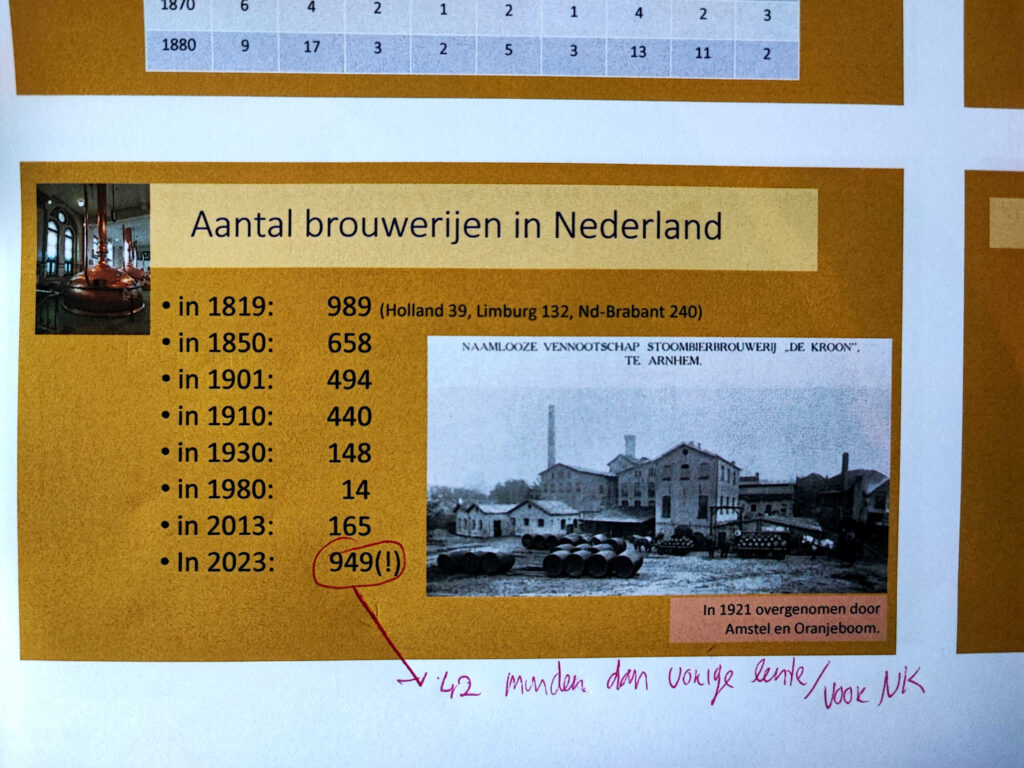 1870 6 4 2 1 2 1 4 2 3
1880 9 17 3 2 5 3 13 11 2
Aantal brouwerijen in Nederland
• in 1819: 989 (Holland 39, Limburg 132, Nd-Brabant 240)
• in 1850: 658
• in 1901: 494
• in 1910: 440
• in 1930: 148
• in 1980: 14
• in 2013: 165
• In 2023: 949(!)
NAAMLOOZE VENNOOTSCHAP STOOMBIERBROUWERIJ „DE KROON”,
TE ARNHEM.
In 1921 overgenomen door
Amstel en Oranjeboom.
42 minder dan vorige lente/voor NK